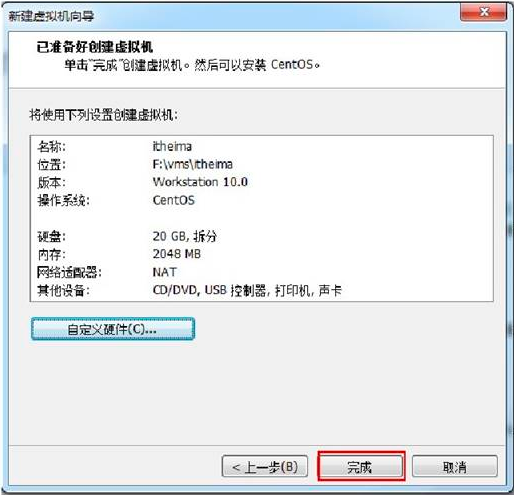 新建虚拟机向导
已准备好创建虚拟机
单击"完成"创建虚拟机。然后可以安装 CentOS。
将使用下列设置创建虚拟机:
名称: itheima
位置: F:\vms\itheima
版本: Workstation 10.0
操作系统: CentOS
硬盘: 20 GB, 拆分
内存: 2048 MB
网络适配器: NAT
其他设备: CD/DVD, USB 控制器, 打印机, 声卡
自定义硬件(C)...
< 上一步(B) 完成 取消